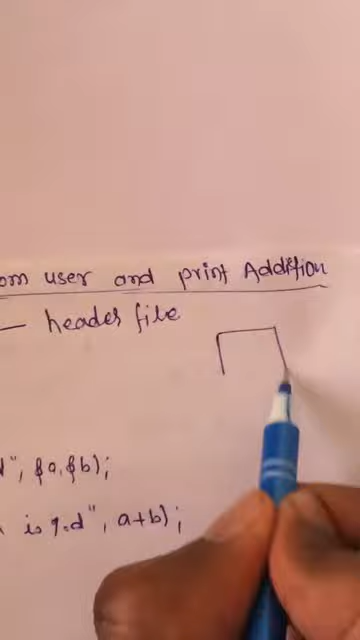 om user and print Addition
— header file
d", &a,&b);
is %d", a+b);